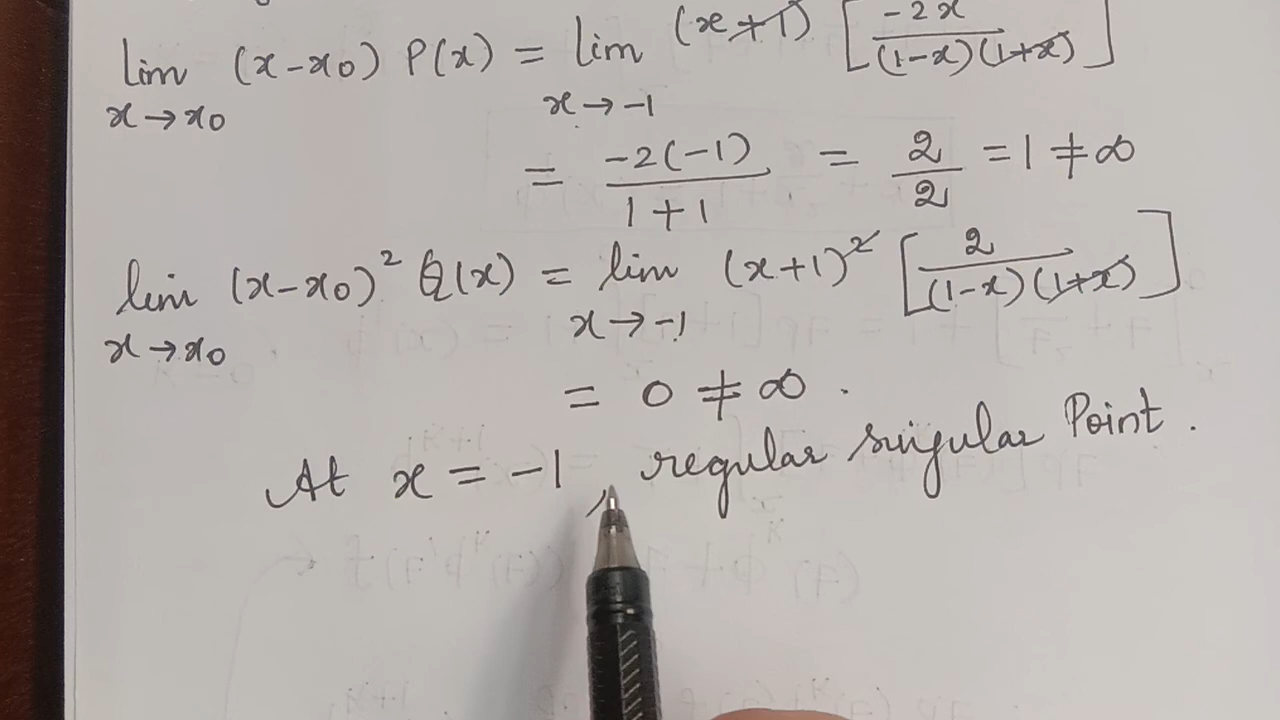 lim (x-x0) P(x) = lim (x+1) [-2x / (1-x)(1+x)]
x→x0 x→-1
= -2(-1) / 1+1 = 2/2 = 1 ≠ ∞
lim (x-x0)² Q(x) = lim (x+1)² [2 / (1-x)(1+x)]
x→x0 x→-1
= 0 ≠ ∞.
At x = -1, regular singular Point.